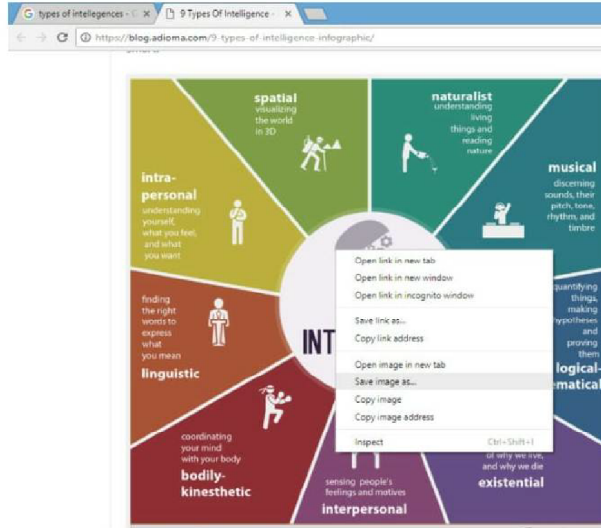 types of intellegences - G
9 Types Of Intelligence -
https://blog.adioma.com/9-types-of-intelligence-infographic/
spatial
visualizing
the world
in 3D
naturalist
understanding
living
things and
reading
nature
musical
discerning
sounds, their
pitch, tone,
rhythm, and
timbre
intra-
personal
understanding
yourself,
what you feel,
and what
you want
quantifying
things,
making
hypotheses
and
proving
them
logical-
ematical
finding
the right
words to
express
what
you mean
linguistic
INT
Open link in new tab
Open link in new window
Open link in incognito window
Save link as...
Copy link address
Open image in new tab
Save image as...
Copy image
Copy image address
Inspect Ctrl+Shift+I
coordinating
your mind
with your body
bodily-
kinesthetic
sensing people's
feelings and motives
interpersonal
of why we live,
and why we die
existential